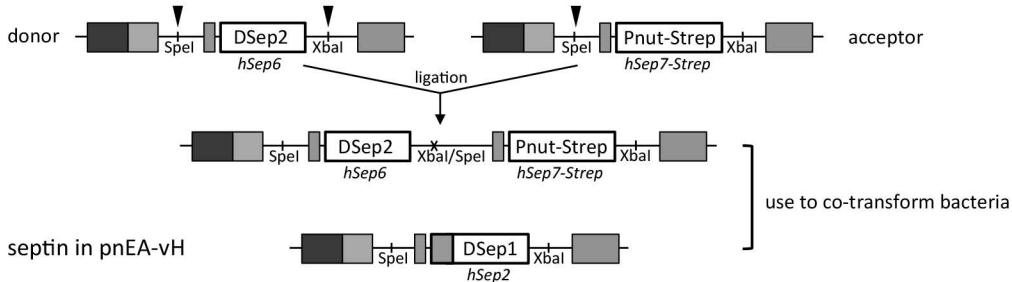 donor SpeI DSep2 XbaI SpeI Pnut-Strep XbaI acceptor
hSep6 hSep7-Strep
ligation
SpeI DSep2 XbaI/SpeI Pnut-Strep XbaI
hSep6 hSep7-Strep
use to co-transform bacteria
septin in pnEA-vH SpeI DSep1 XbaI
hSep2